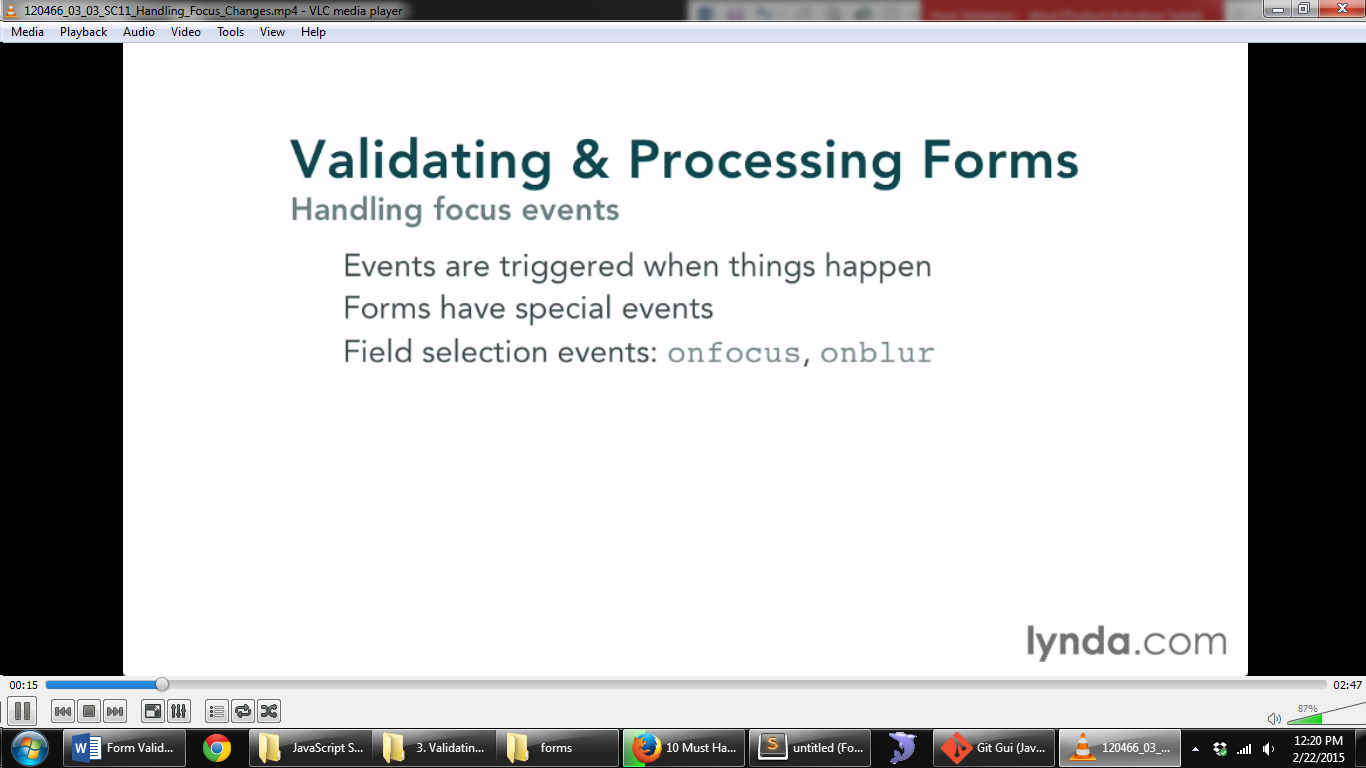 120466_03_03_SC11_Handling_Focus_Changes.mp4 - VLC media player
Media Playback Audio Video Tools View Help
Validating & Processing Forms
Handling focus events
Events are triggered when things happen
Forms have special events
Field selection events: onfocus, onblur
lynda.com
00:15
02:47
87%
Form Valid...
JavaScript S...
3. Validatin...
forms
10 Must Ha...
untitled (Fo...
Git Gui (Jav...
120466_03_...
12:20 PM
2/22/2015